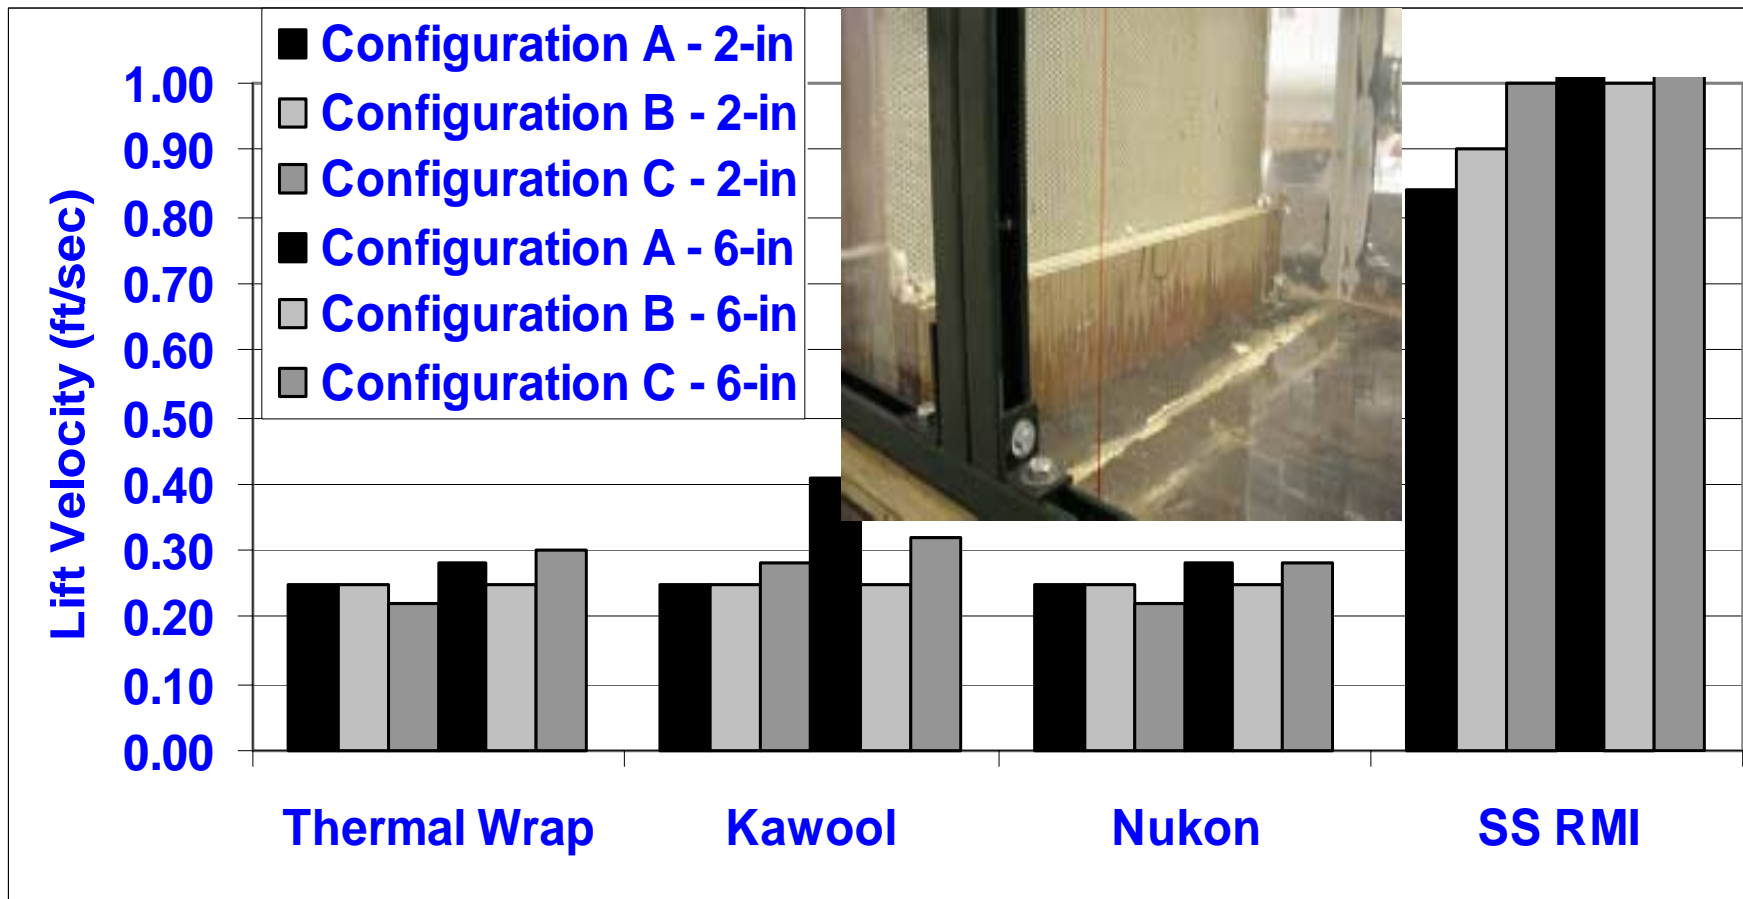 Configuration A - 2-in
Configuration B - 2-in
Configuration C - 2-in
Configuration A - 6-in
Configuration B - 6-in
Configuration C - 6-in
Lift Velocity (ft/sec)
1.00
0.90
0.80
0.70
0.60
0.50
0.40
0.30
0.20
0.10
0.00
Thermal Wrap
Kawool
Nukon
SS RMI